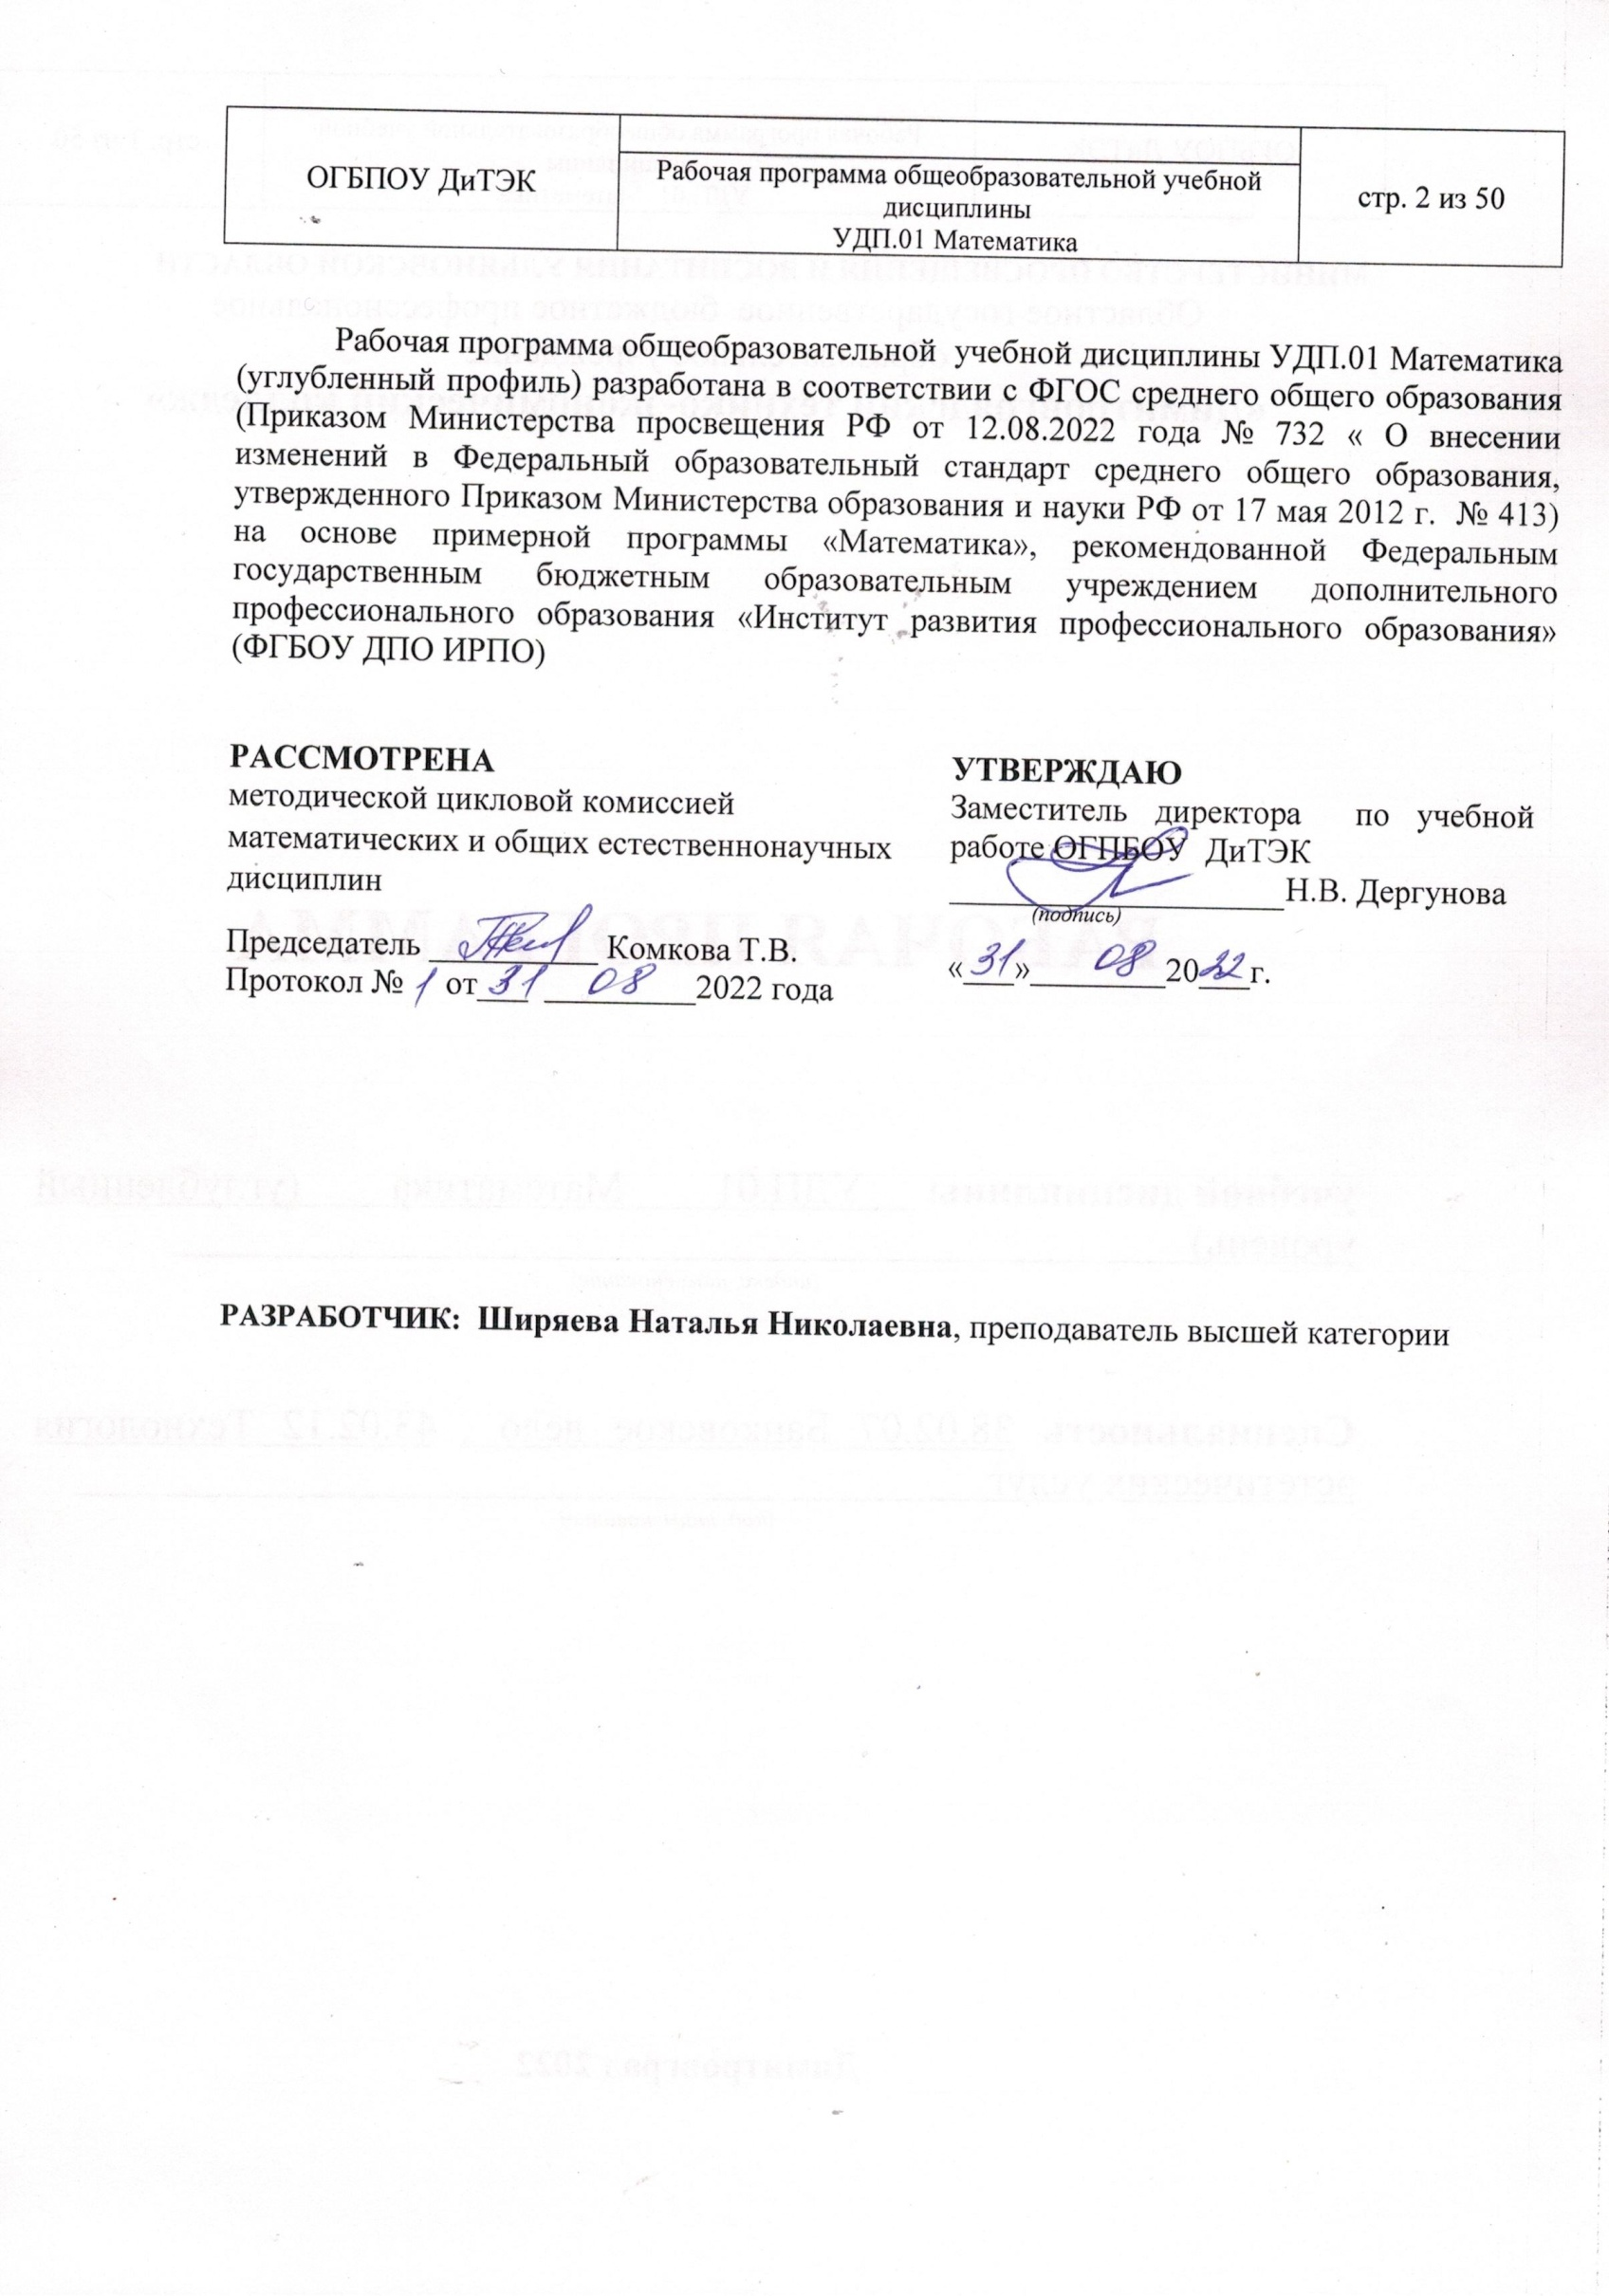 ОГБПОУ ДиТЭК
Рабочая программа общеобразовательной учебной
дисциплины
УДП.01 Математика
стр. 2 из 50
Рабочая программа общеобразовательной учебной дисциплины УДП.01 Математика
(углубленный профиль) разработана в соответствии с ФГОС среднего общего образования
(Приказом Министерства просвещения РФ от 12.08.2022 года № 732 « О внесении
изменений в Федеральный образовательный стандарт среднего общего образования,
утвержденного Приказом Министерства образования и науки РФ от 17 мая 2012 г. № 413)
на основе примерной программы «Математика», рекомендованной Федеральным
государственным бюджетным образовательным учреждением дополнительного
профессионального образования «Институт развития профессионального образования»
(ФГБОУ ДПО ИРПО)
РАССМОТРЕНА
методической цикловой комиссией
математических и общих естественнонаучных
дисциплин
Председатель ___________ Комкова Т.В.
Протокол № 1 от 31 08 2022 года
УТВЕРЖДАЮ
Заместитель директора по учебной
работе ОГПБОУ ДиТЭК
____________________Н.В. Дергунова
(подпись)
«31» 08 2022 г.
РАЗРАБОТЧИК: Ширяева Наталья Николаевна, преподаватель высшей категории